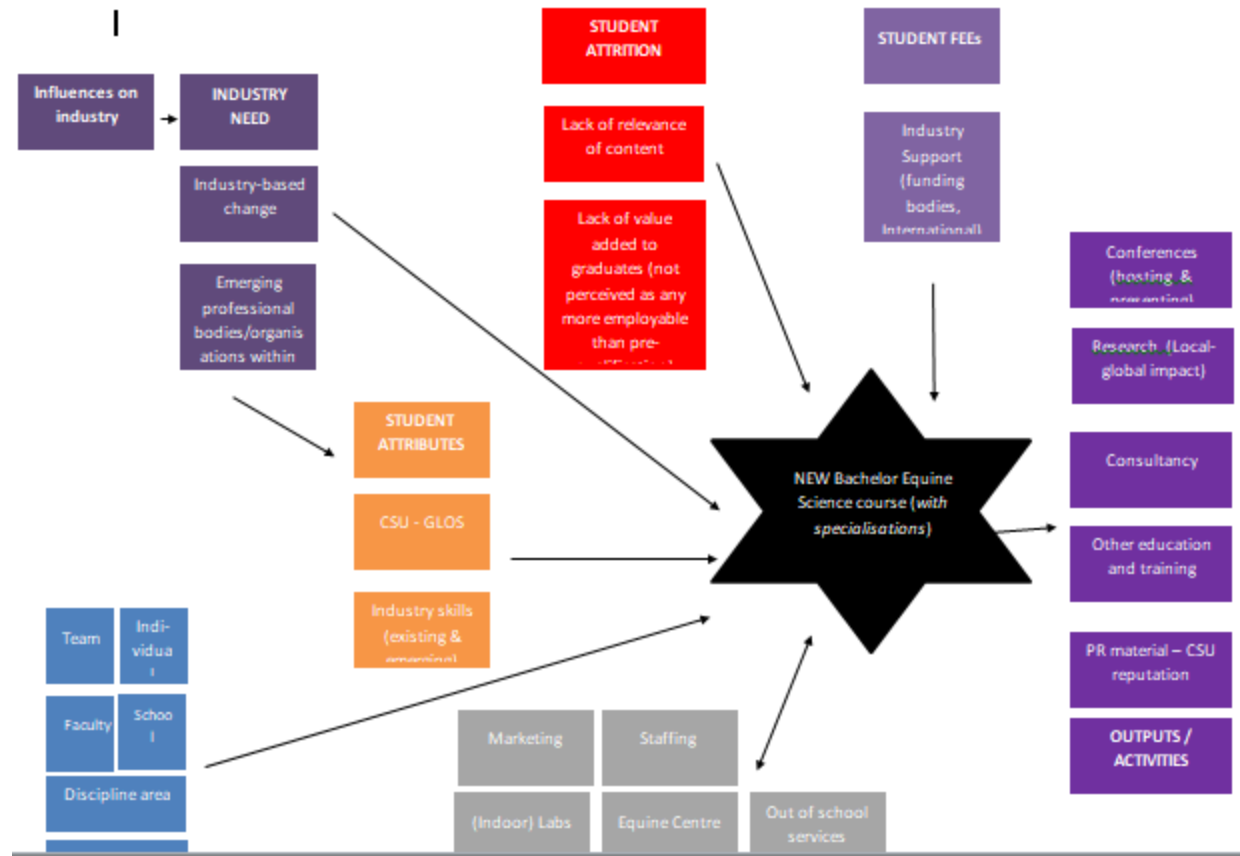 Influences on
industry
INDUSTRY
NEED
Industry-based
change
Emerging
professional
bodies/organis
ations within
STUDENT
ATTRITION
Lack of relevance
of content
Lack of value
added to
graduates (not
perceived as any
more employable
than pre-
qualification)
STUDENT FEEs
Industry
Support
(funding
bodies,
International)
Conferences
(hosting & 
presenting)
Research (Local-
global impact)
Consultancy
Other education
and training
PR material – CSU
reputation
OUTPUTS /
ACTIVITIES
STUDENT
ATTRIBUTES
CSU - GLOS
Industry skills
(existing &
emerging)
NEW Bachelor Equine
Science course (with
specialisations)
Team
Indi-
vidua
l
Faculty
Schoo
l
Discipline area
Marketing
Staffing
(Indoor) Labs
Equine Centre
Out of school
services